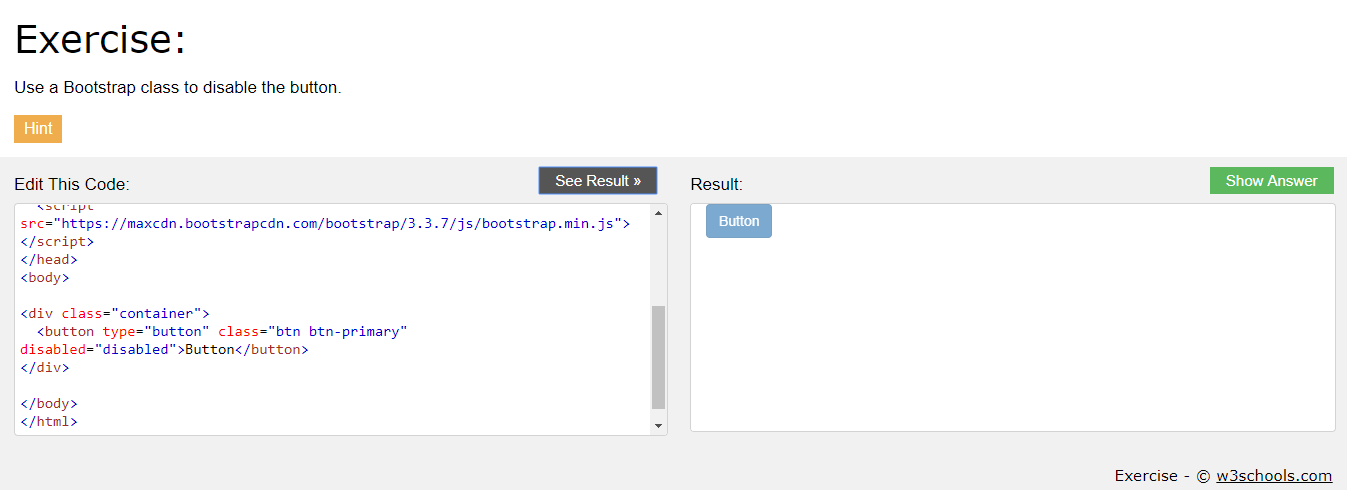 Exercise:
Use a Bootstrap class to disable the button.
Hint
Edit This Code:
See Result »
<script
src="https://maxcdn.bootstrapcdn.com/bootstrap/3.3.7/js/bootstrap.min.js">
</script>
</head>
<body>
<div class="container">
<button type="button" class="btn btn-primary"
disabled="disabled">Button</button>
</div>
</body>
</html>
Result:
Show Answer
Button
Exercise - © w3schools.com